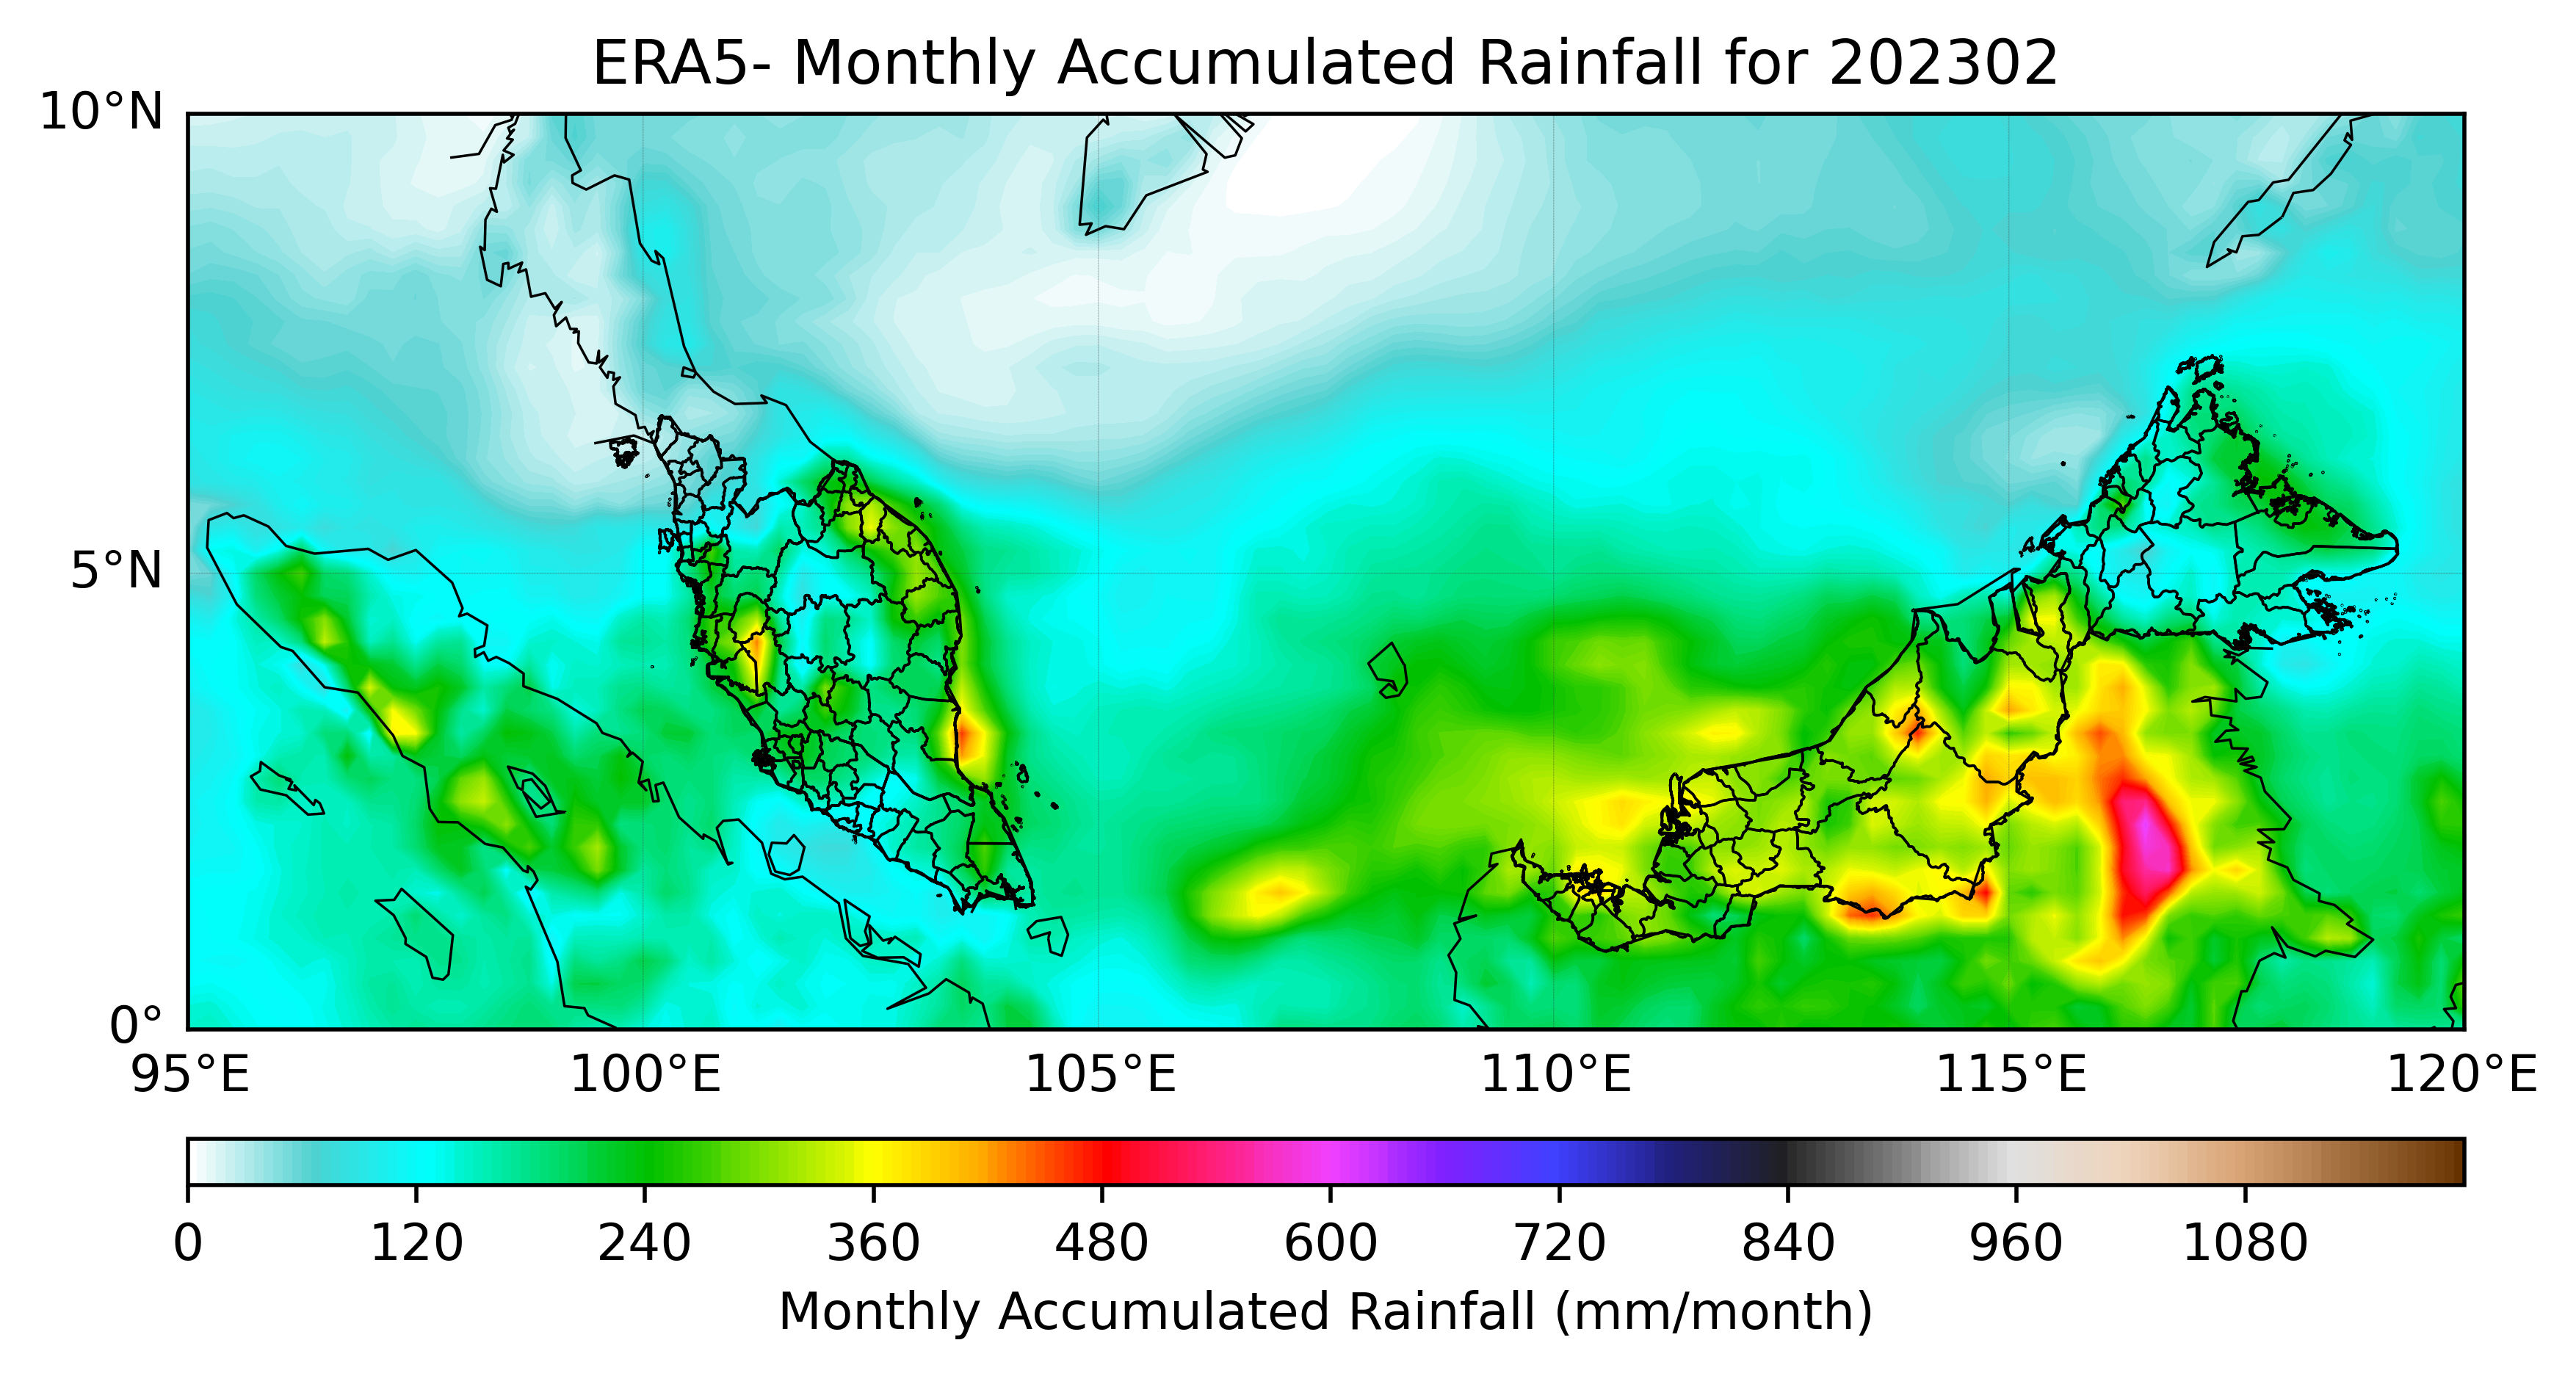 ERA5- Monthly Accumulated Rainfall for 202302
10°N
5°N
0°
95°E 100°E 105°E 110°E 115°E 120°E
0 120 240 360 480 600 720 840 960 1080
Monthly Accumulated Rainfall (mm/month)